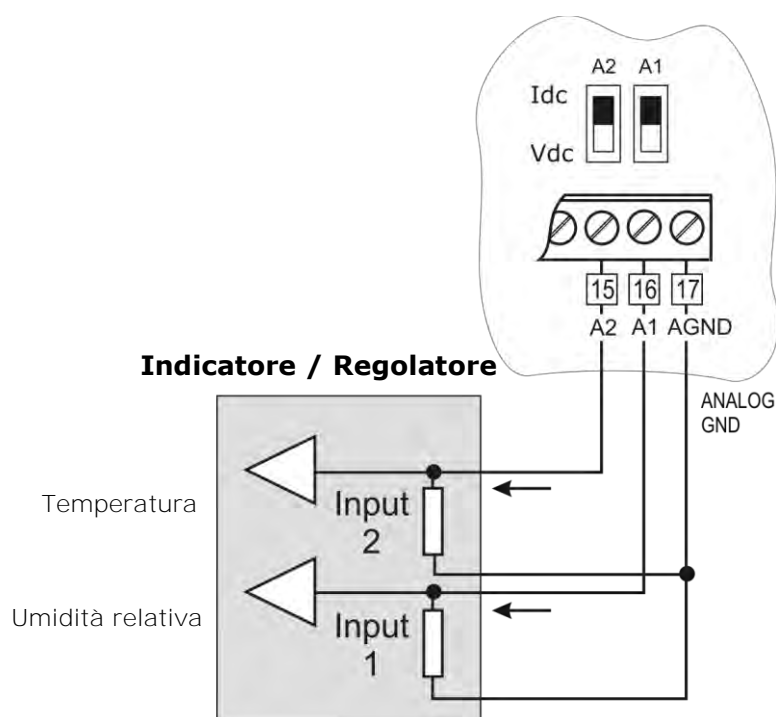 A2 A1
Idc
Vdc
15 16 17
A2 A1 AGND
Indicatore / Regolatore
ANALOG
GND
Temperatura
Input
2
Umidità relativa
Input
1